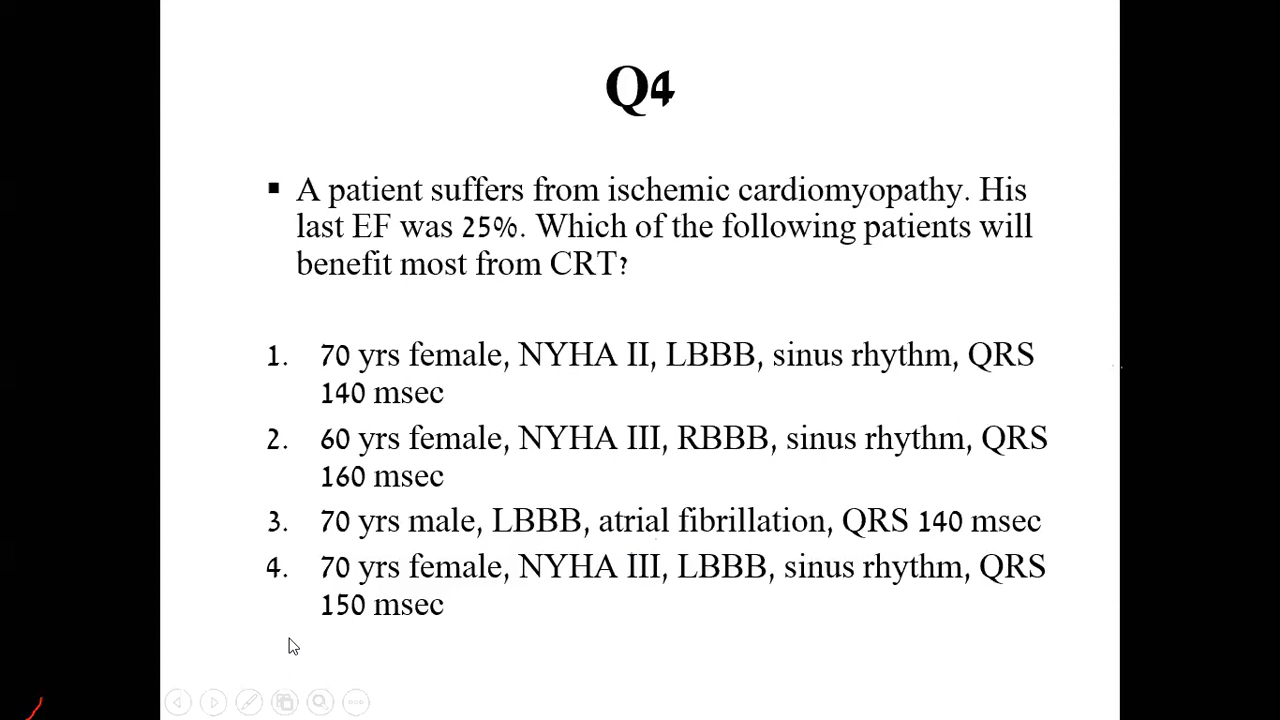 Q4
▪ A patient suffers from ischemic cardiomyopathy. His
last EF was 25%. Which of the following patients will
benefit most from CRT?
1. 70 yrs female, NYHA II, LBBB, sinus rhythm, QRS
140 msec
2. 60 yrs female, NYHA III, RBBB, sinus rhythm, QRS
160 msec
3. 70 yrs male, LBBB, atrial fibrillation, QRS 140 msec
4. 70 yrs female, NYHA III, LBBB, sinus rhythm, QRS
150 msec